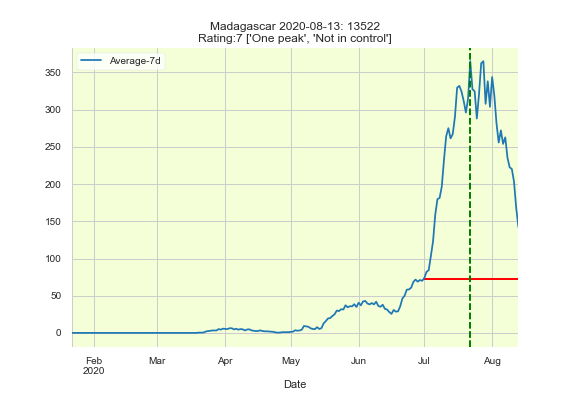 Madagascar 2020-08-13: 13522
Rating:7 ['One peak', 'Not in control']
Average-7d
350
300
250
200
150
100
50
0
Feb Mar Apr May Jun Jul Aug
2020
Date